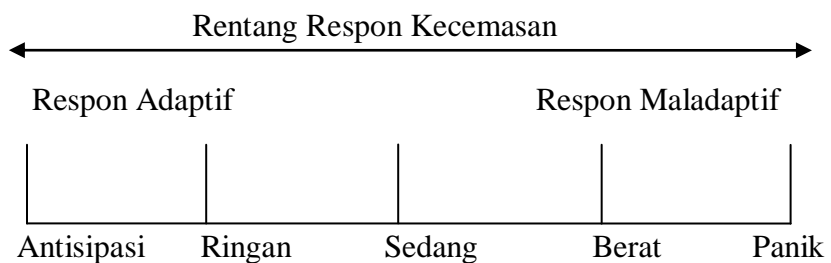 Rentang Respon Kecemasan
Respon Adaptif Respon Maladaptif
Antisipasi Ringan Sedang Berat Panik